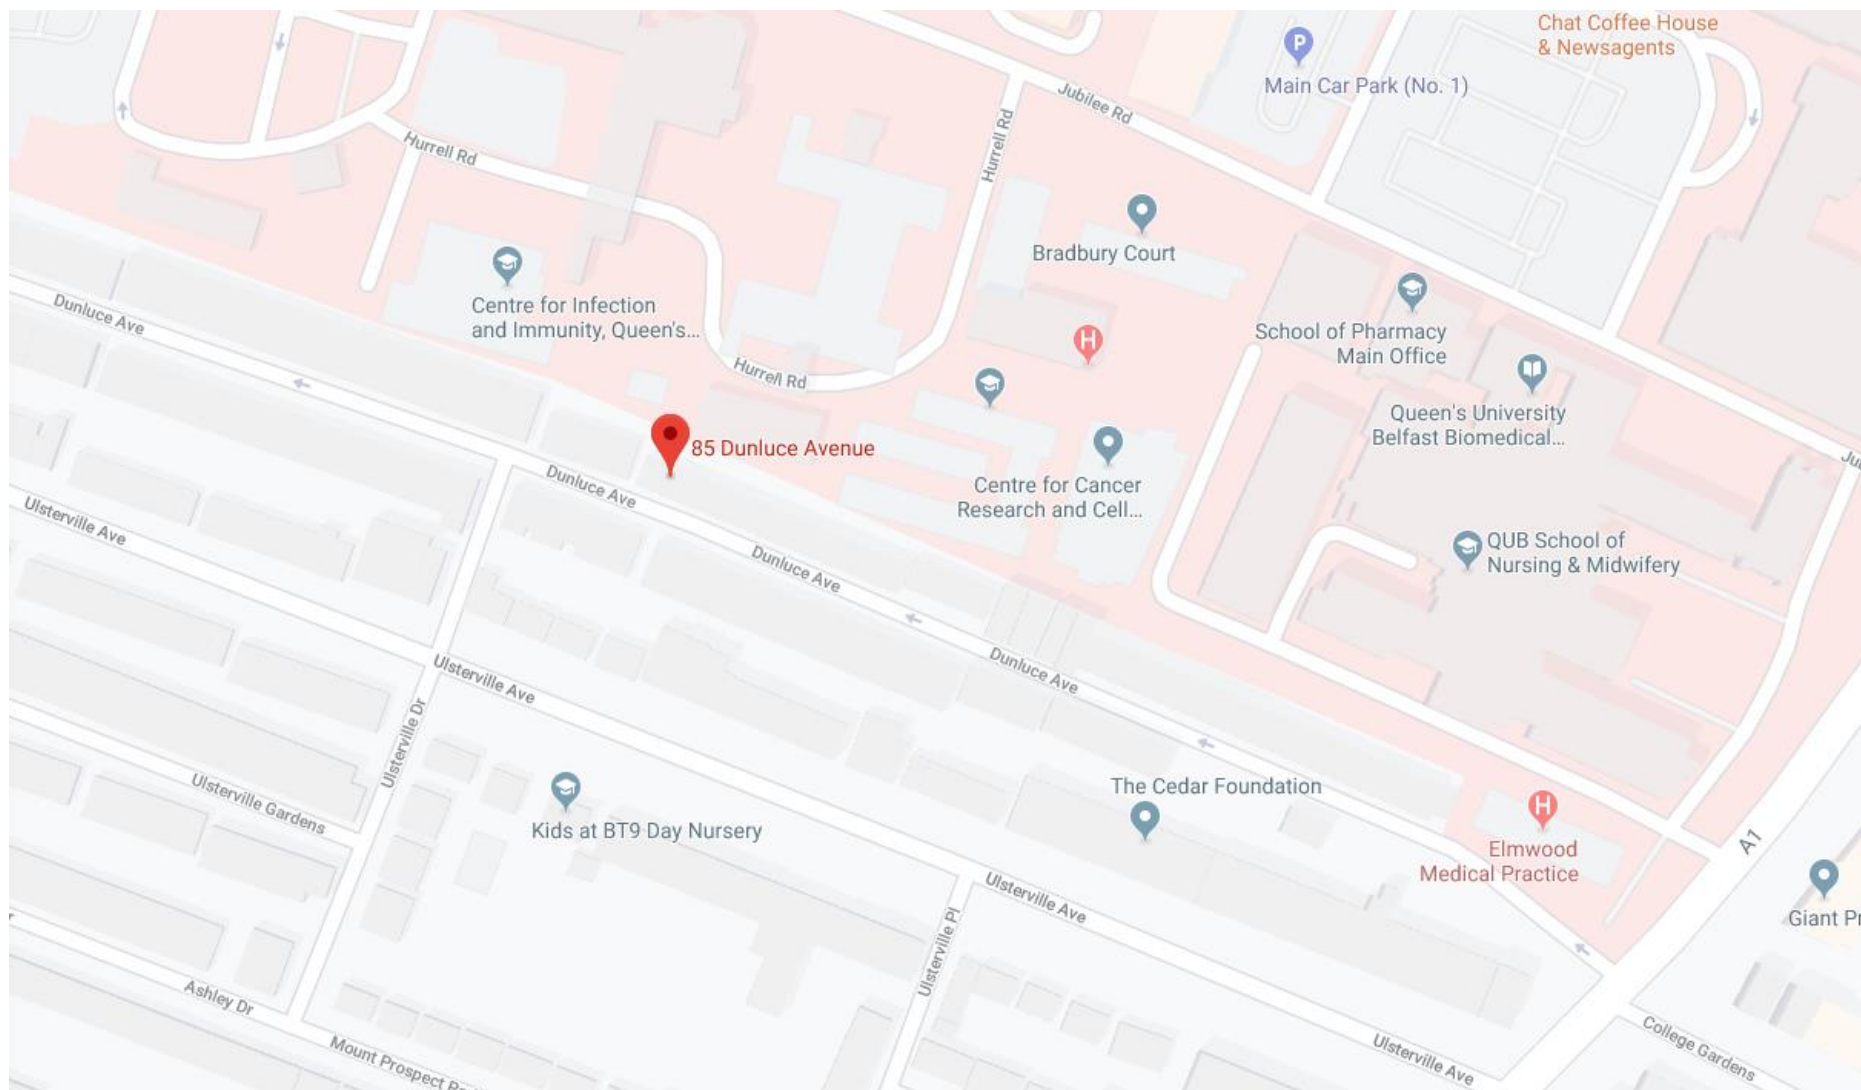 Chat Coffee House
& Newsagents
P
Main Car Park (No. 1)
Jubilee Rd
Hurrell Rd
Hurrell Rd
Bradbury Court
Centre for Infection
and Immunity, Queen's...
Dunluce Ave
School of Pharmacy
Main Office
H
Hurrell Rd
Queen's University
Belfast Biomedical...
85 Dunluce Avenue
Dunluce Ave
Centre for Cancer
Research and Cell...
Ulsterville Ave
QUB School of
Nursing & Midwifery
Dunluce Ave
Dunluce Ave
Ulsterville Ave
Ulsterville Dr
Ulsterville Gardens
The Cedar Foundation
H
Kids at BT9 Day Nursery
Elmwood
Medical Practice
A1
Ulsterville Ave
Giant
Ulsterville Pl
Ashley Dr
Mount Prospect
Ulsterville Ave
College Gardens